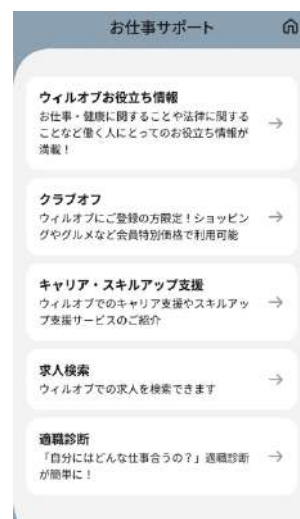 お仕事サポート
ウィルオブお役立ち情報
お仕事・健康に関することや法律に関する
ことなど働く人にとってのお役立ち情報が
満載！
クラブオフ
ウィルオブにご登録の方限定！ショッピン
グやグルメなど会員特別価格で利用可能
キャリア・スキルアップ支援
ウィルオブでのキャリア支援やスキルアッ
プ支援サービスのご紹介
求人検索
ウィルオブでの求人を検索できます
適職診断
「自分にはどんな仕事合うの？」適職診断
が簡単に！